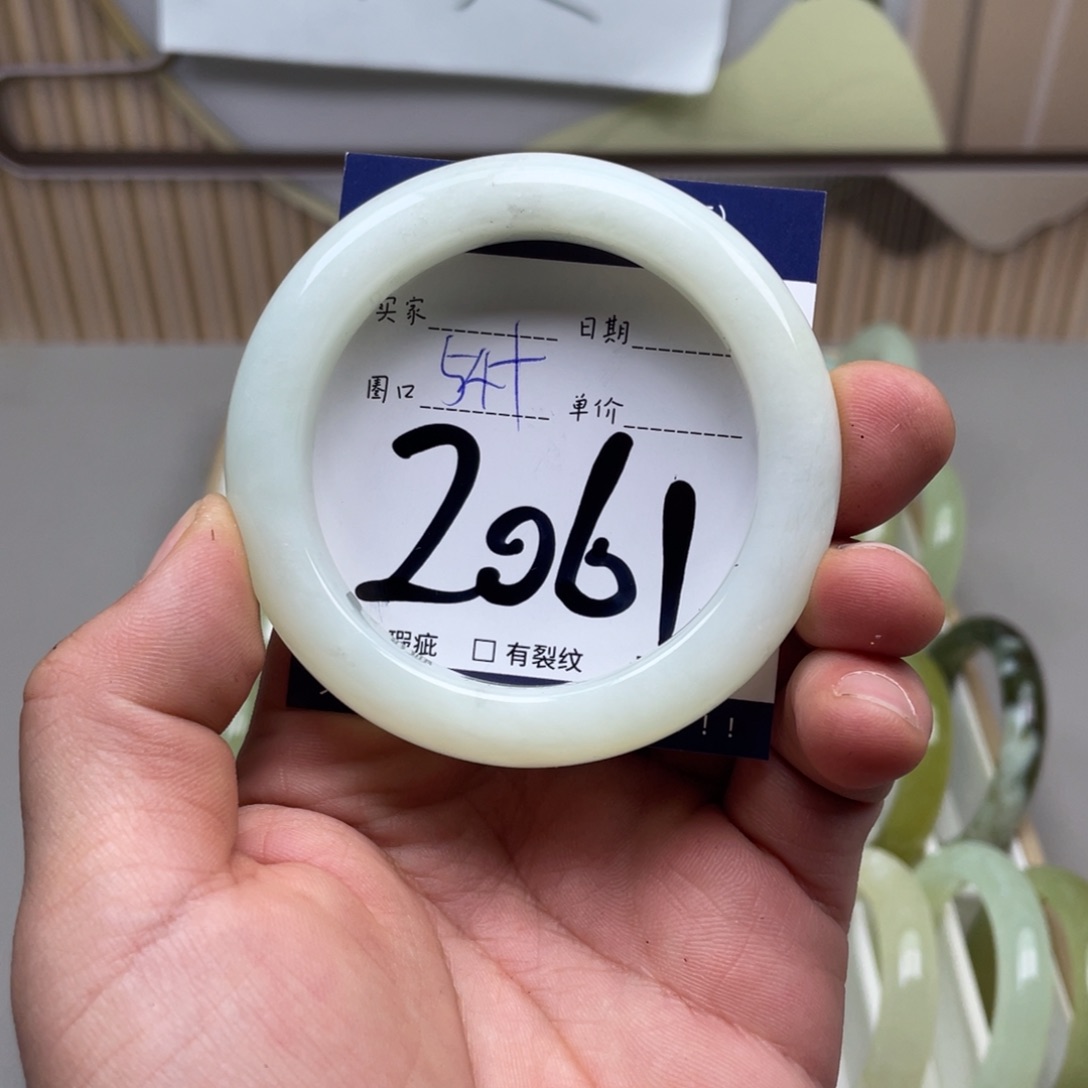 买家 日期
54+
圈口 单价
2061
瑕疵 □ 有裂纹
!!